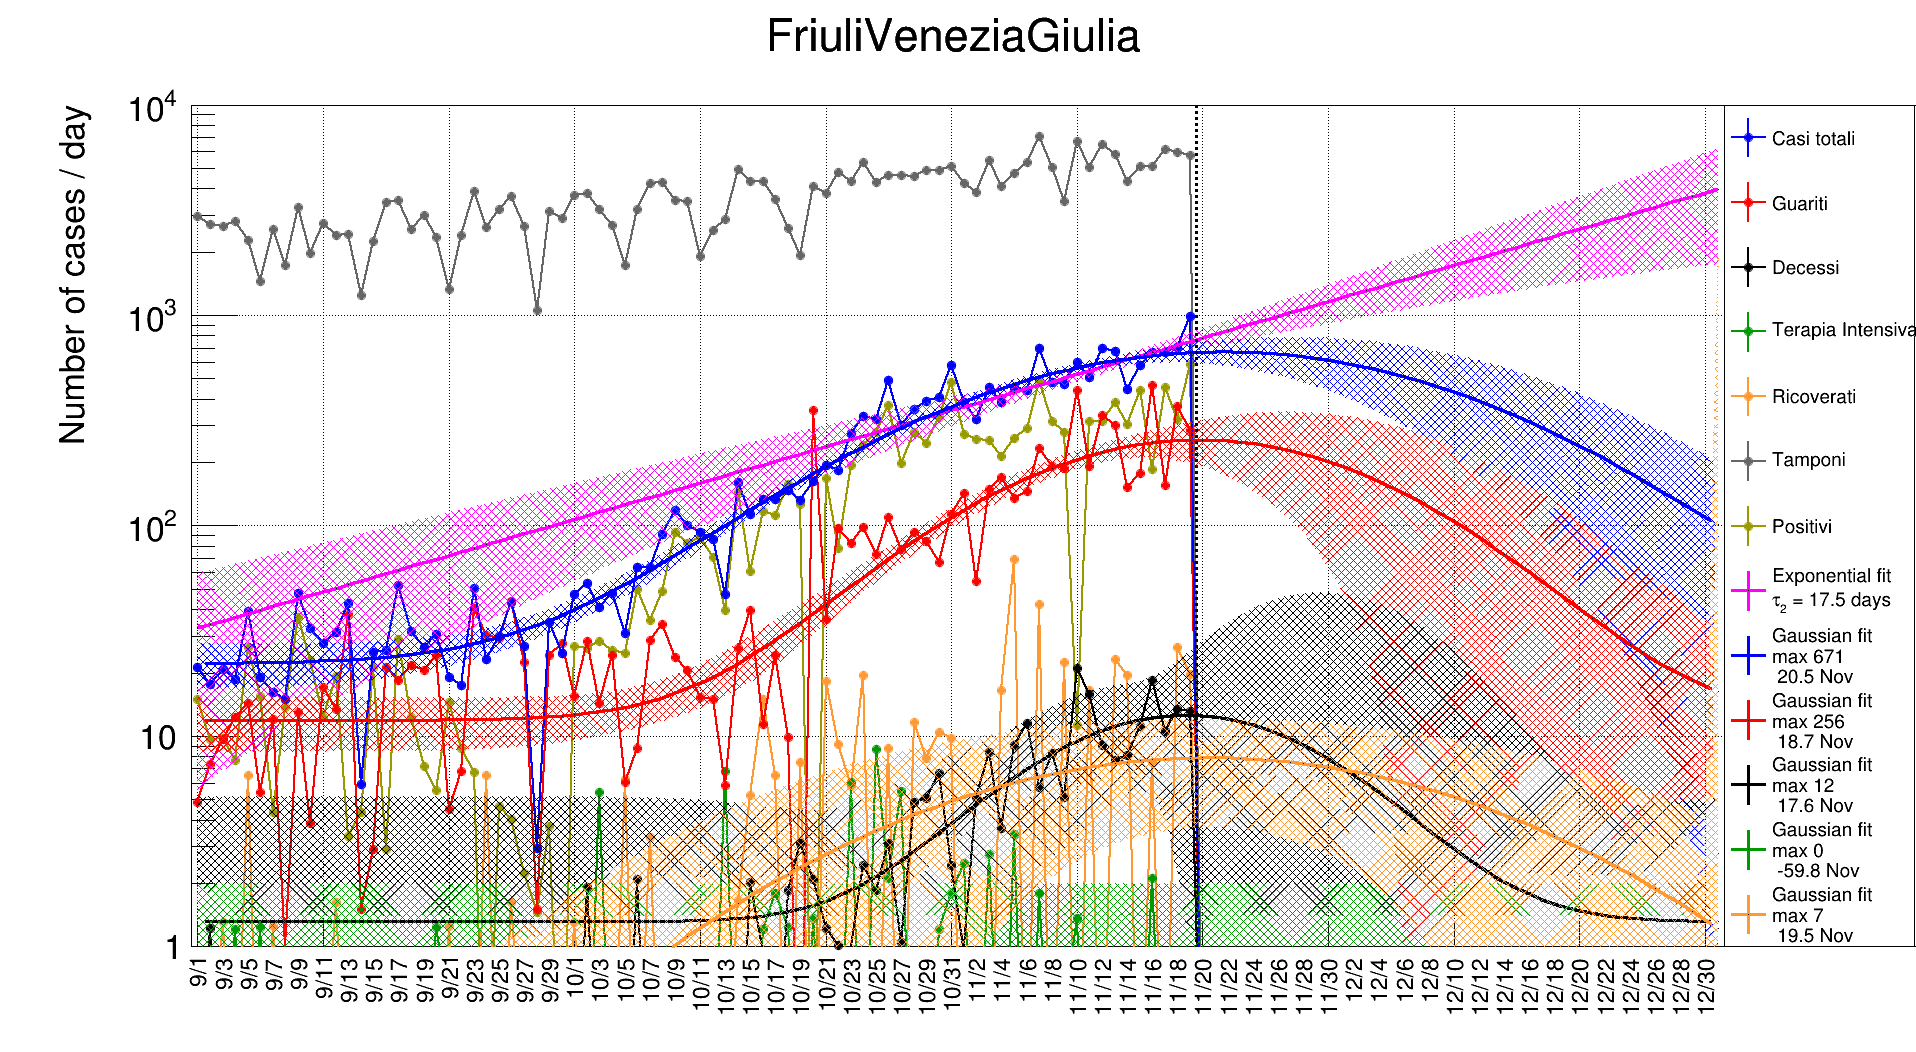 FriuliVeneziaGiulia
Number of cases / day
10^4
10^3
10^2
10
1
9/1
9/3
9/5
9/7
9/9
9/11
9/13
9/15
9/17
9/19
9/21
9/23
9/25
9/27
9/29
10/1
10/3
10/5
10/7
10/9
10/11
10/13
10/15
10/17
10/19
10/21
10/23
10/25
10/27
10/29
10/31
11/2
11/4
11/6
11/8
11/10
11/12
11/14
11/16
11/18
11/20
11/22
11/24
11/26
11/28
11/30
12/2
12/4
12/6
12/8
12/10
12/12
12/14
12/16
12/18
12/20
12/22
12/24
12/26
12/28
12/30
Casi totali
Guariti
Decessi
Terapia Intensiva
Ricoverati
Tamponi
Positivi
Exponential fit
τ₂ = 17.5 days
Gaussian fit
max 671
20.5 Nov
Gaussian fit
max 256
18.7 Nov
Gaussian fit
max 12
17.6 Nov
Gaussian fit
max 0
-59.8 Nov
Gaussian fit
max 7
19.5 Nov